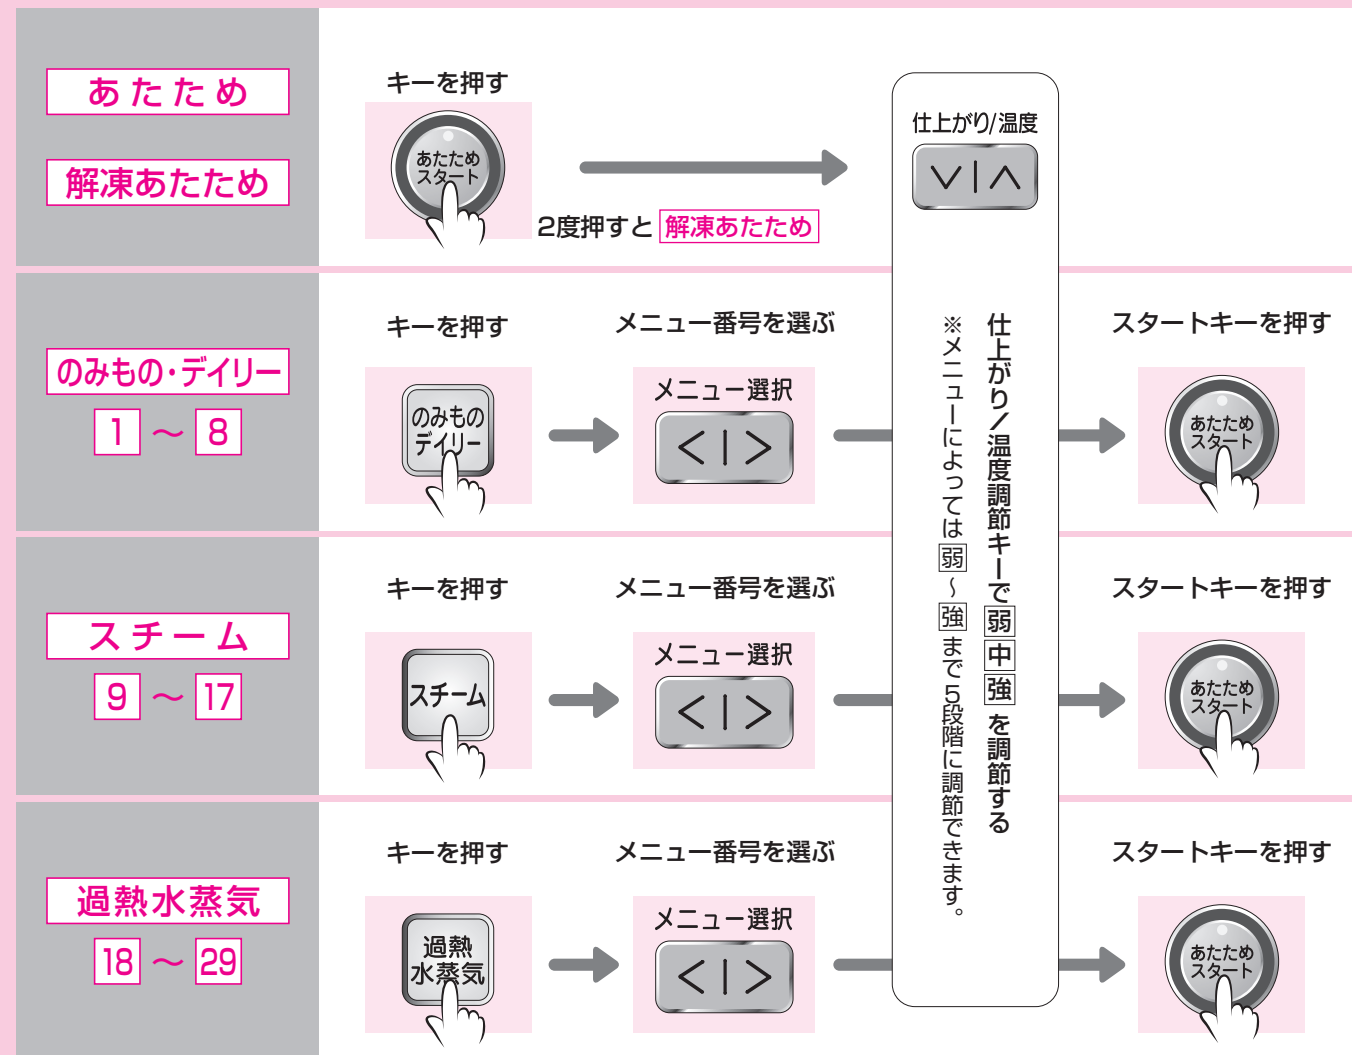 あたため
解凍あたため
キーを押す
あたため
スタート
2度押すと 解凍あたため
仕上がり/温度
のみもの・デイリー
1 ～ 8
キーを押す
のみもの
デイリー
メニュー番号を選ぶ
メニュー選択
スタートキーを押す
あたため
スタート
スチーム
9 ～ 17
キーを押す
スチーム
メニュー番号を選ぶ
メニュー選択
スタートキーを押す
あたため
スタート
過熱水蒸気
18 ～ 29
キーを押す
過熱
水蒸気
メニュー番号を選ぶ
メニュー選択
スタートキーを押す
あたため
スタート
仕上がり/温度調節キーで 弱 中 強 を調節する
※メニューによっては 弱 ～ 強 まで5段階に調節できます。